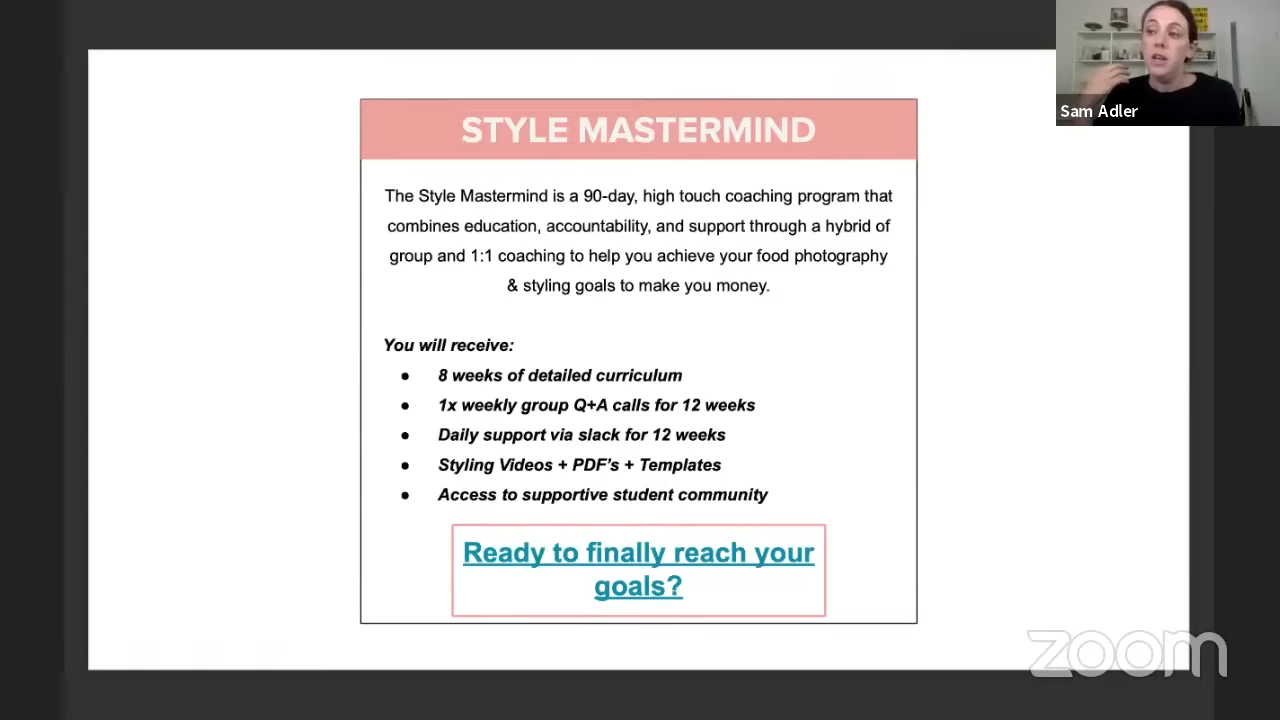 Sam Adler
STYLE MASTERMIND
The Style Mastermind is a 90-day, high touch coaching program that
combines education, accountability, and support through a hybrid of
group and 1:1 coaching to help you achieve your food photography
& styling goals to make you money.
You will receive:
● 8 weeks of detailed curriculum
● 1x weekly group Q+A calls for 12 weeks
● Daily support via slack for 12 weeks
● Styling Videos + PDF's + Templates
● Access to supportive student community
Ready to finally reach your
goals?
zoom